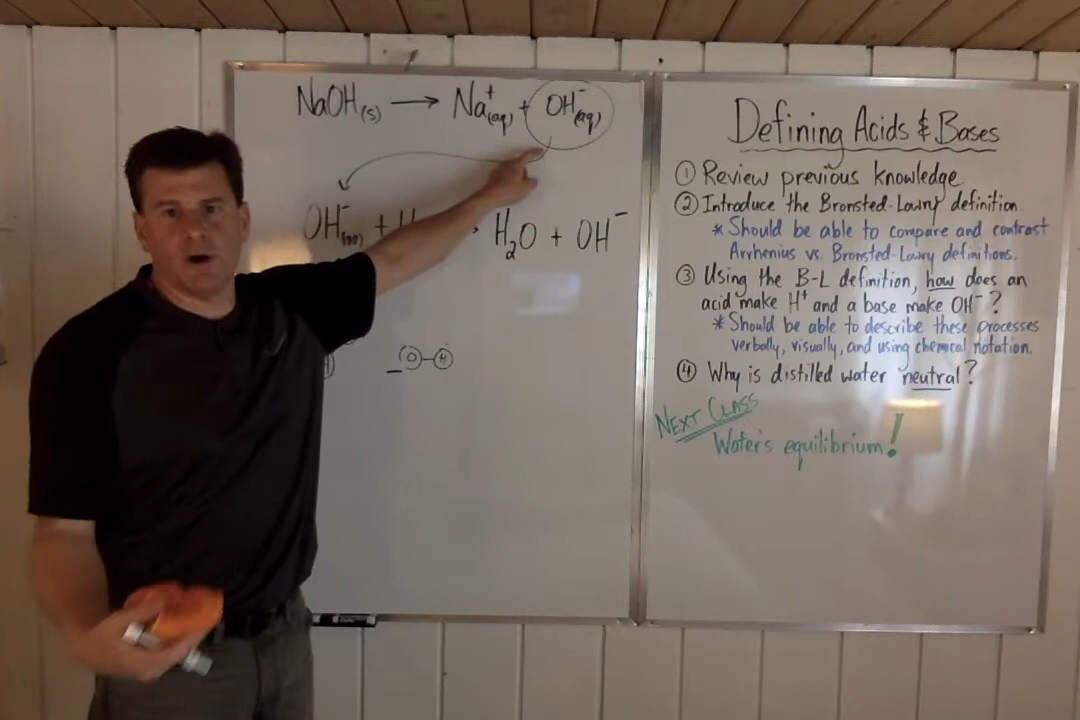 NaOH(s) → Na+(aq) + OH-(aq)
OH-(aq) + H
H2O + OH-
O-H
Defining Acids & Bases
① Review previous knowledge
② Introduce the Bronsted-Lowry definition
* Should be able to compare and contrast
Arrhenius vs. Bronsted-Lowry definitions.
③ Using the B-L definition, how does an
acid make H+ and a base make OH-?
* Should be able to describe these processes
verbally, visually, and using chemical notation.
④ Why is distilled water neutral?
NEXT CLASS
Water's equilibrium!